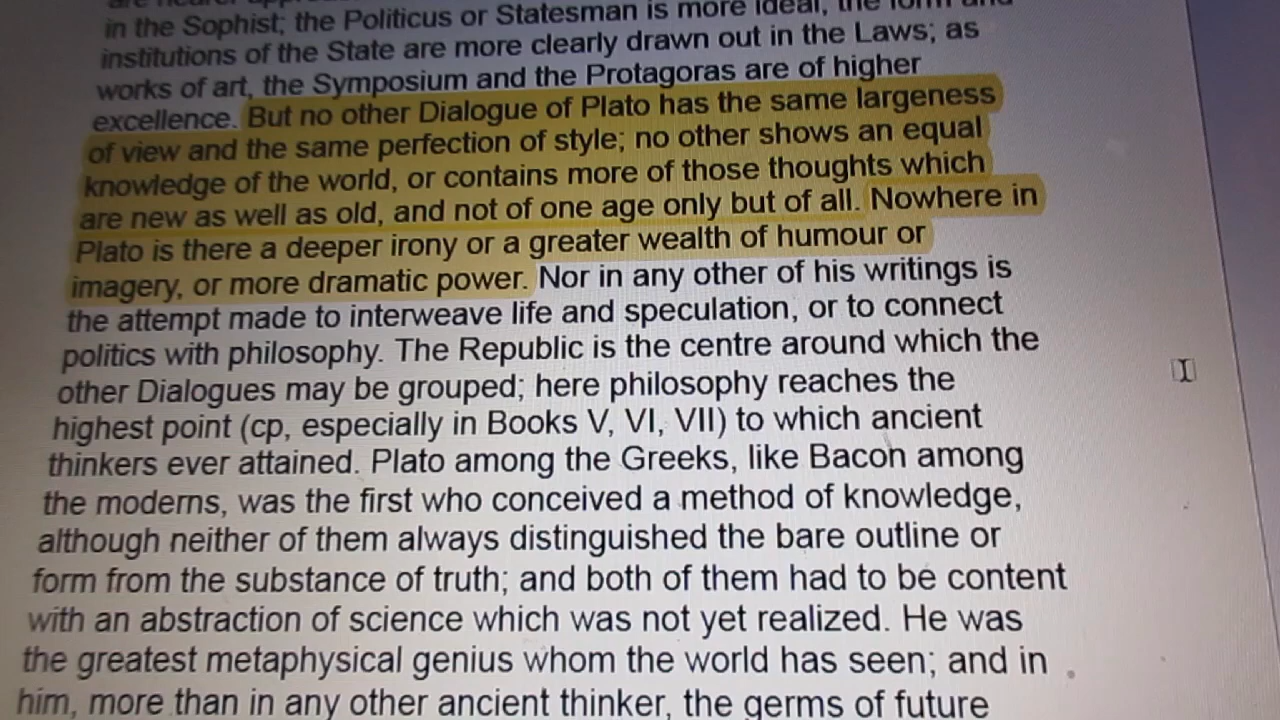 in the Sophist; the Politicus or Statesman is more ideal, the form and
institutions of the State are more clearly drawn out in the Laws; as
works of art, the Symposium and the Protagoras are of higher
excellence. But no other Dialogue of Plato has the same largeness
of view and the same perfection of style; no other shows an equal
knowledge of the world, or contains more of those thoughts which
are new as well as old, and not of one age only but of all. Nowhere in
Plato is there a deeper irony or a greater wealth of humour or
imagery, or more dramatic power. Nor in any other of his writings is
the attempt made to interweave life and speculation, or to connect
politics with philosophy. The Republic is the centre around which the
other Dialogues may be grouped; here philosophy reaches the
highest point (cp, especially in Books V, VI, VII) to which ancient
thinkers ever attained. Plato among the Greeks, like Bacon among
the moderns, was the first who conceived a method of knowledge,
although neither of them always distinguished the bare outline or
form from the substance of truth; and both of them had to be content
with an abstraction of science which was not yet realized. He was
the greatest metaphysical genius whom the world has seen; and in
him, more than in any other ancient thinker, the germs of future